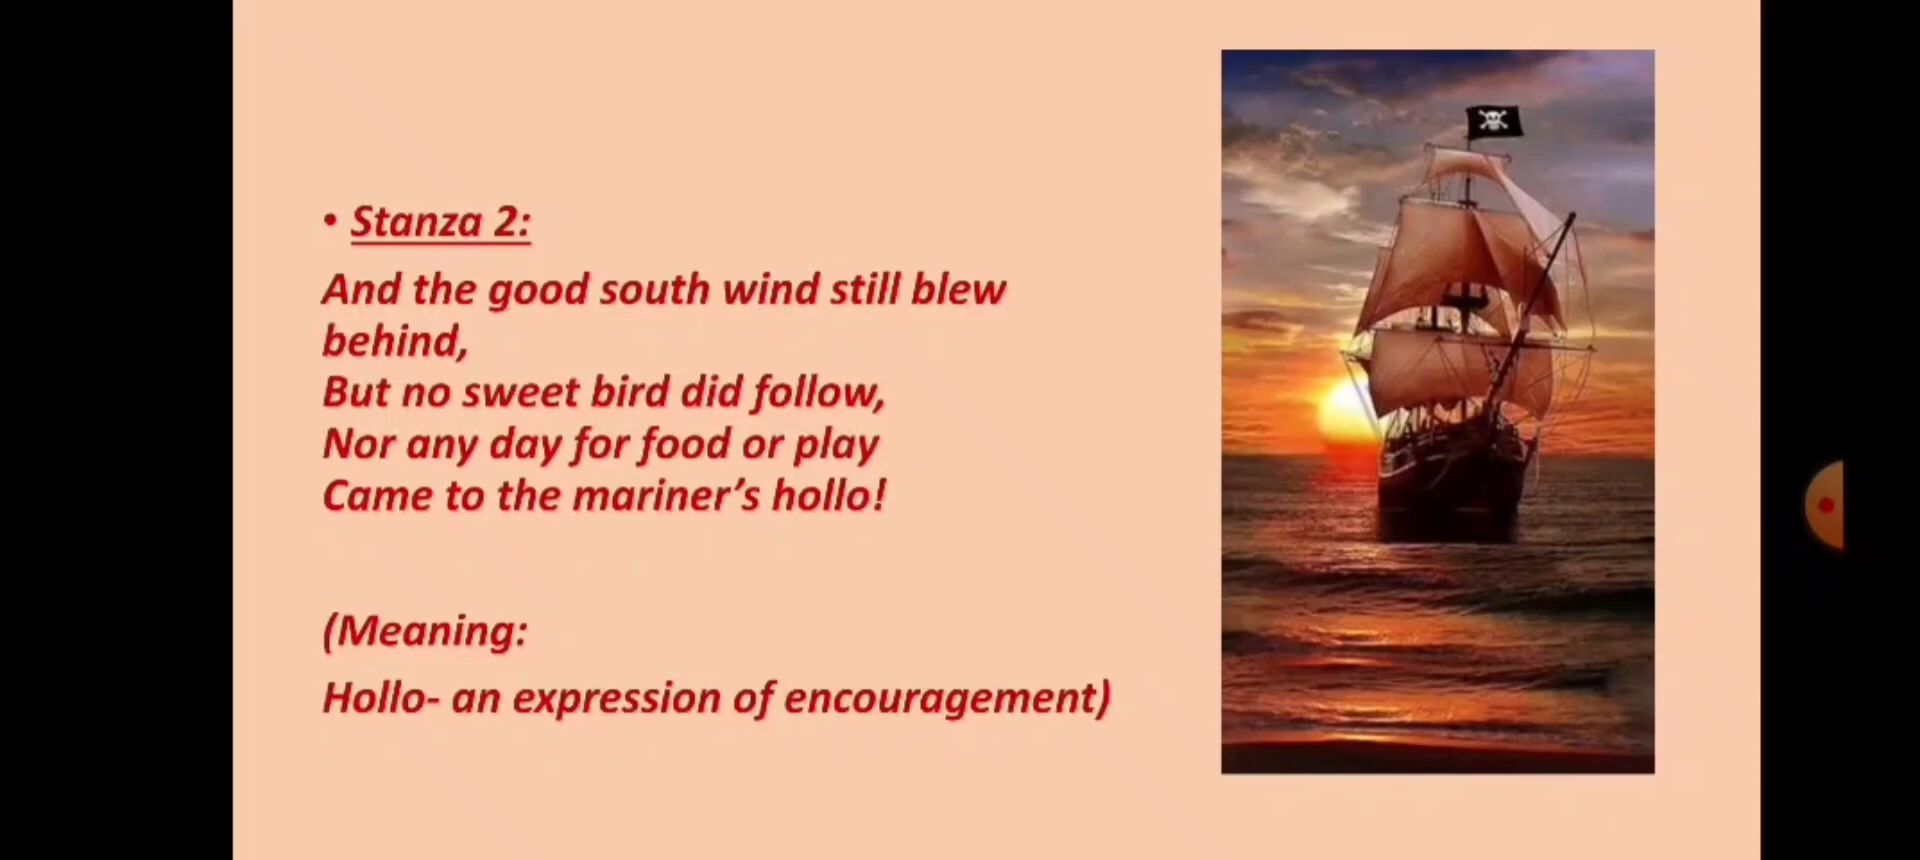 • Stanza 2:
And the good south wind still blew
behind,
But no sweet bird did follow,
Nor any day for food or play
Came to the mariner’s hollo!
(Meaning:
Hollo- an expression of encouragement)